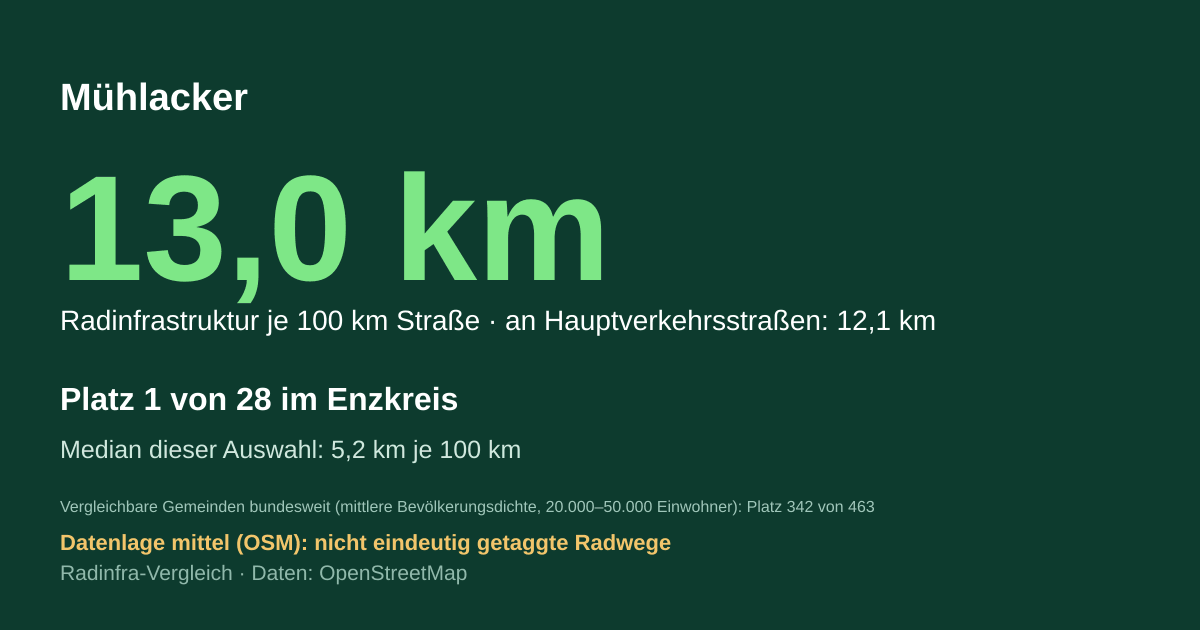 Mühlacker
13,0 km
Radinfrastruktur je 100 km Straße · an Hauptverkehrsstraßen: 12,1 km
Platz 1 von 28 im Enzkreis
Median dieser Auswahl: 5,2 km je 100 km
Vergleichbare Gemeinden bundesweit (mittlere Bevölkerungsdichte, 20.000–50.000 Einwohner): Platz 342 von 463
Datenlage mittel (OSM): nicht eindeutig getaggte Radwege
Radinfra-Vergleich · Daten: OpenStreetMap